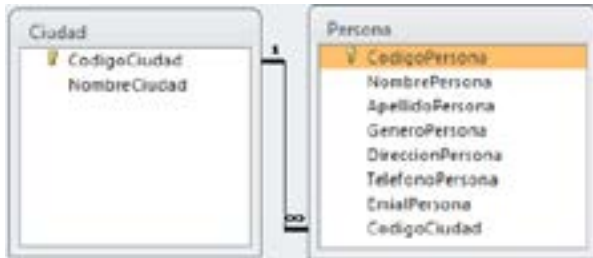 Ciudad
CodigoCiudad
NombreCiudad
1
∞
Persona
CodigoPersona
NombrePersona
ApellidoPersona
GeneroPersona
DireccionPersona
TelefonoPersona
EmialPersona
CodigoCiudad